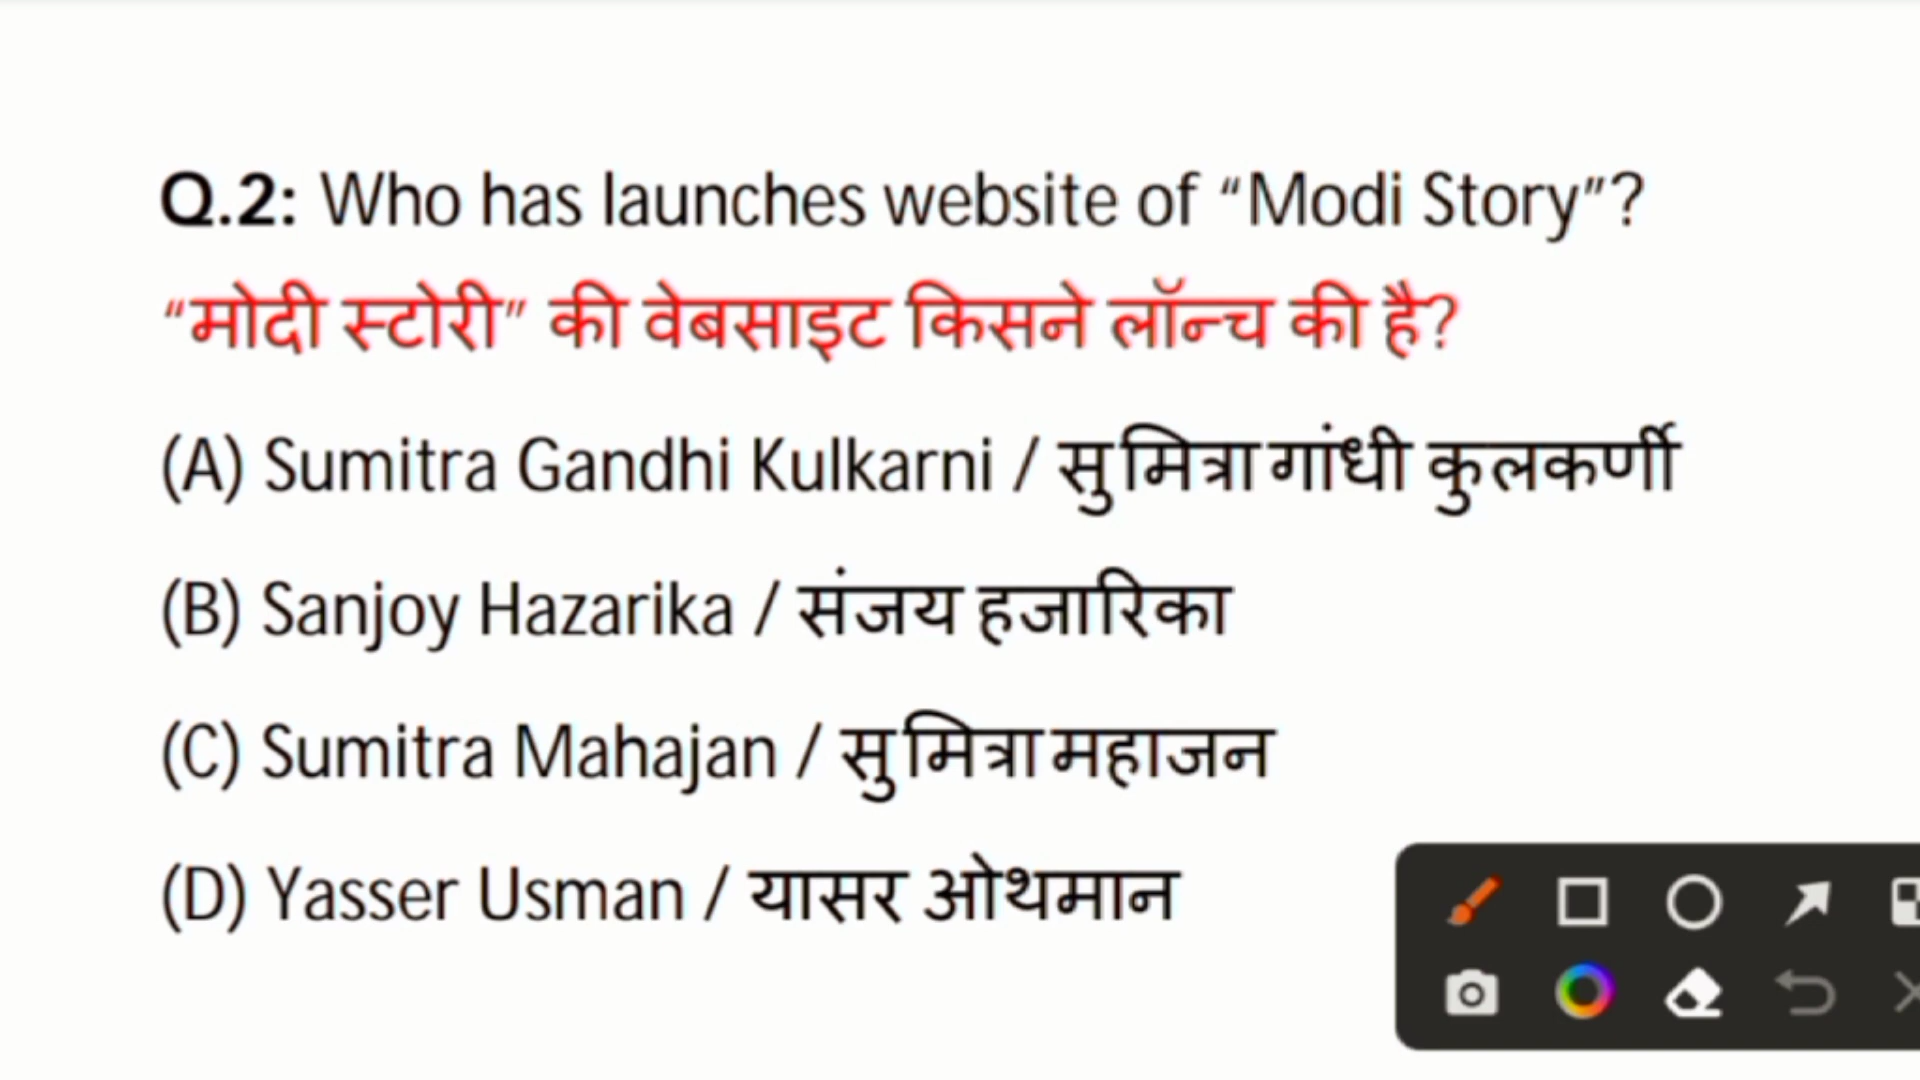 Q.2: Who has launches website of “Modi Story”?
“मोदी स्टोरी” की वेबसाइट किसने लॉन्च की है?
(A) Sumitra Gandhi Kulkarni / सुमित्रा गांधी कुलकर्णी
(B) Sanjoy Hazarika / संजय हजारिका
(C) Sumitra Mahajan / सुमित्रा महाजन
(D) Yasser Usman / यासर ओथमान